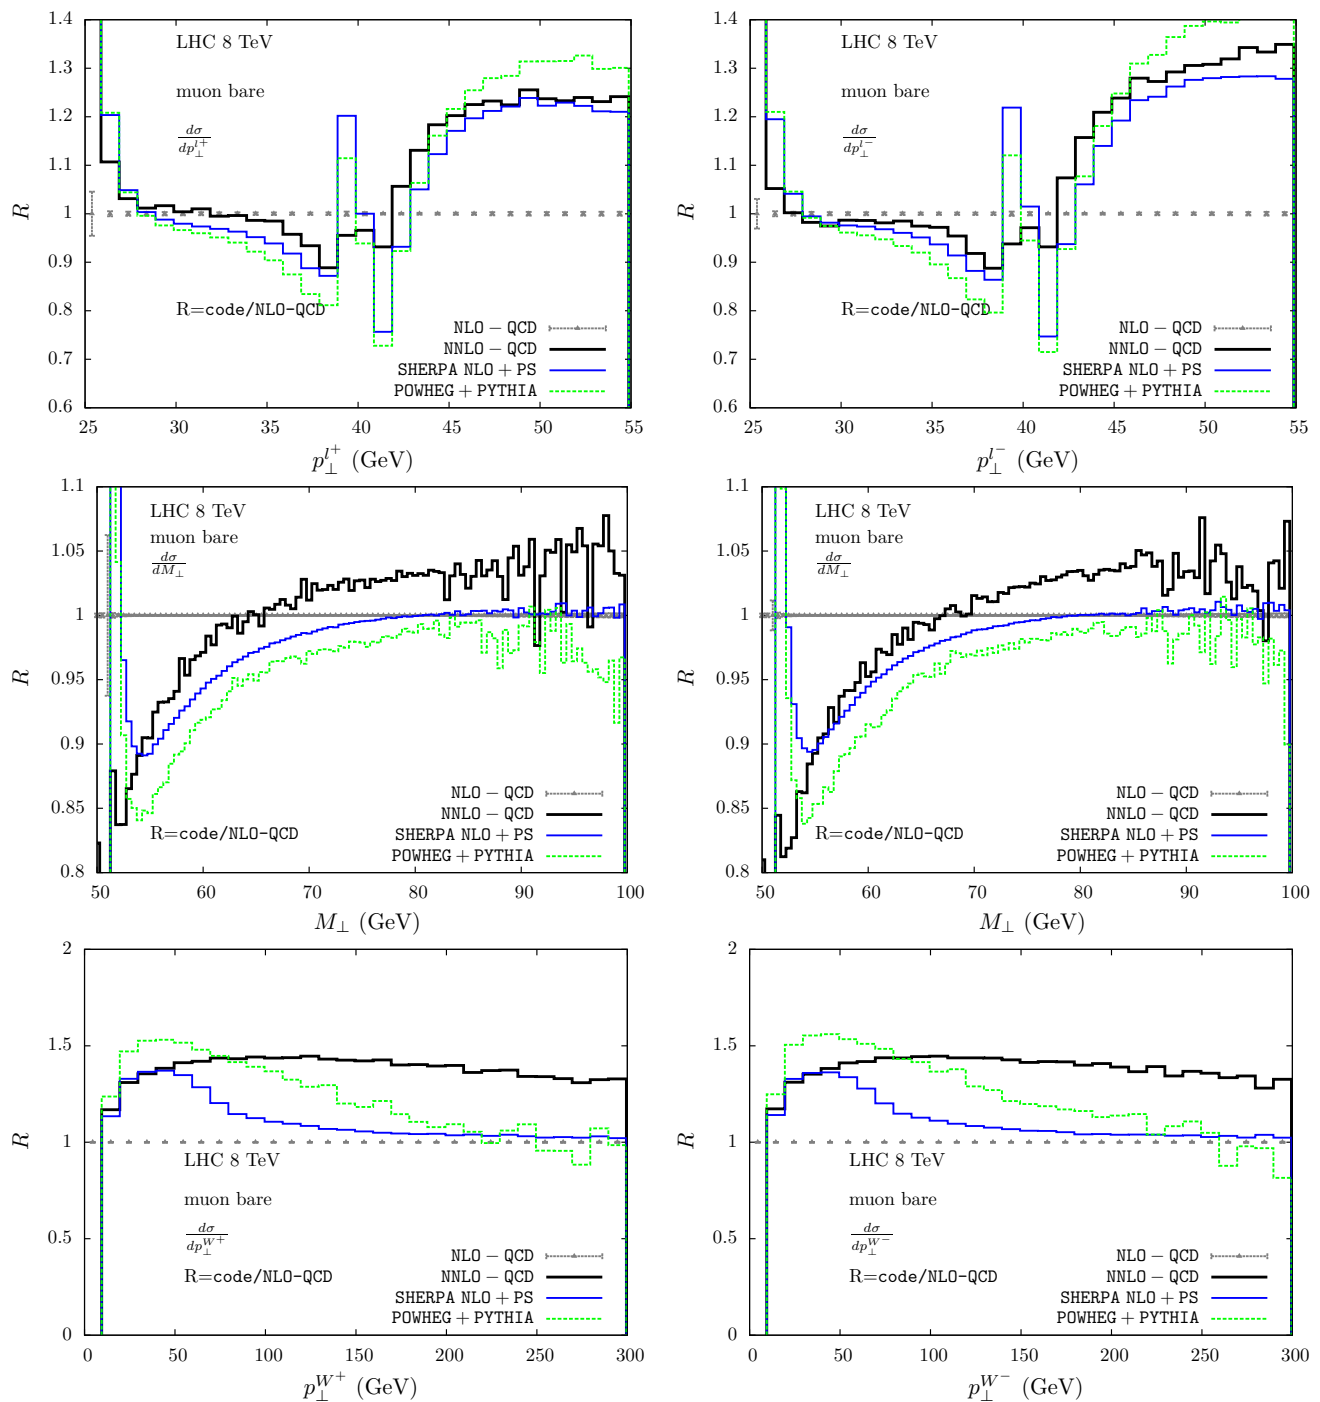 1.4
1.3
1.2
1.1
1
0.9
0.8
0.7
0.6
R
LHC 8 TeV
muon bare
dσ
dp⊥^l+
R=code/NLO-QCD
NLO − QCD
NNLO − QCD
SHERPA NLO + PS
POWHEG + PYTHIA
25 30 35 40 45 50 55
p⊥^l+ (GeV)
1.4
1.3
1.2
1.1
1
0.9
0.8
0.7
0.6
R
LHC 8 TeV
muon bare
dσ
dp⊥^l−
R=code/NLO-QCD
NLO − QCD
NNLO − QCD
SHERPA NLO + PS
POWHEG + PYTHIA
25 30 35 40 45 50 55
p⊥^l− (GeV)
1.1
1.05
1
0.95
0.9
0.85
0.8
R
LHC 8 TeV
muon bare
dσ
dM⊥
R=code/NLO-QCD
NLO − QCD
NNLO − QCD
SHERPA NLO + PS
POWHEG + PYTHIA
50 60 70 80 90 100
M⊥ (GeV)
1.1
1.05
1
0.95
0.9
0.85
0.8
R
LHC 8 TeV
muon bare
dσ
dM⊥
R=code/NLO-QCD
NLO − QCD
NNLO − QCD
SHERPA NLO + PS
POWHEG + PYTHIA
50 60 70 80 90 100
M⊥ (GeV)
2
1.5
1
0.5
0
R
LHC 8 TeV
muon bare
dσ
dp⊥^W+
R=code/NLO-QCD
NLO − QCD
NNLO − QCD
SHERPA NLO + PS
POWHEG + PYTHIA
0 50 100 150 200 250 300
p⊥^W+ (GeV)
2
1.5
1
0.5
0
R
LHC 8 TeV
muon bare
dσ
dp⊥^W−
R=code/NLO-QCD
NLO − QCD
NNLO − QCD
SHERPA NLO + PS
POWHEG + PYTHIA
0 50 100 150 200 250 300
p⊥^W− (GeV)